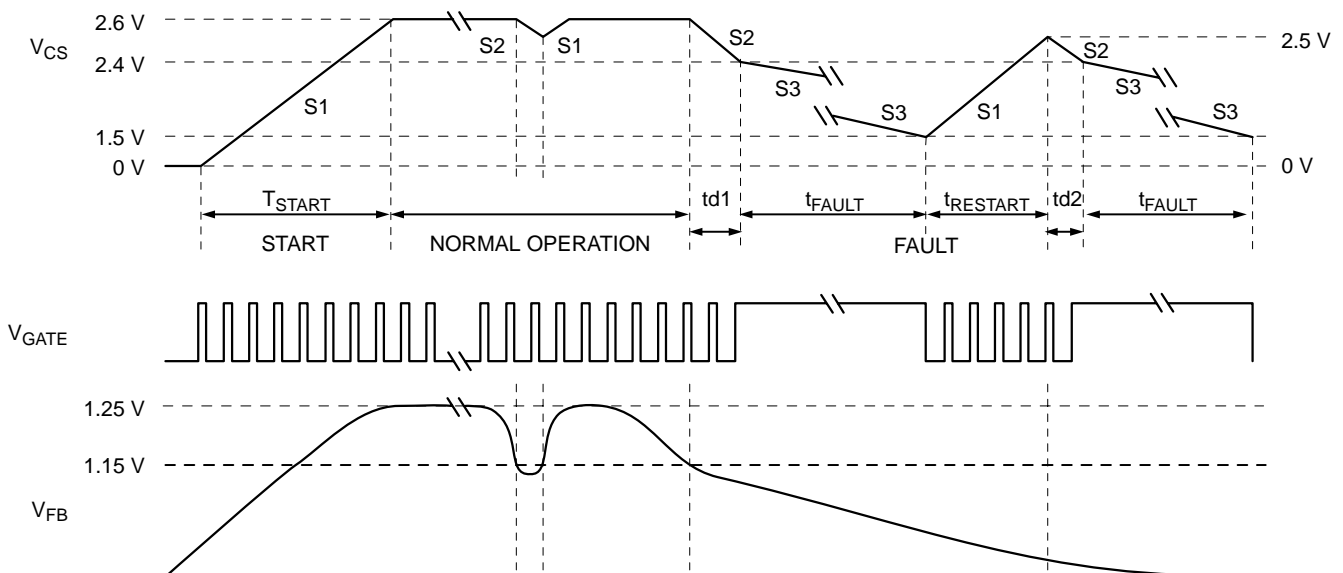 2.6 V
V_CS
S2
S1
S2
2.5 V
S2
2.4 V
S3
S3
S1
S3
S1
S3
1.5 V
0 V
0 V
T_START
td1
t_FAULT
t_RESTART
td2
t_FAULT
START
NORMAL OPERATION
FAULT
V_GATE
1.25 V
1.15 V
V_FB